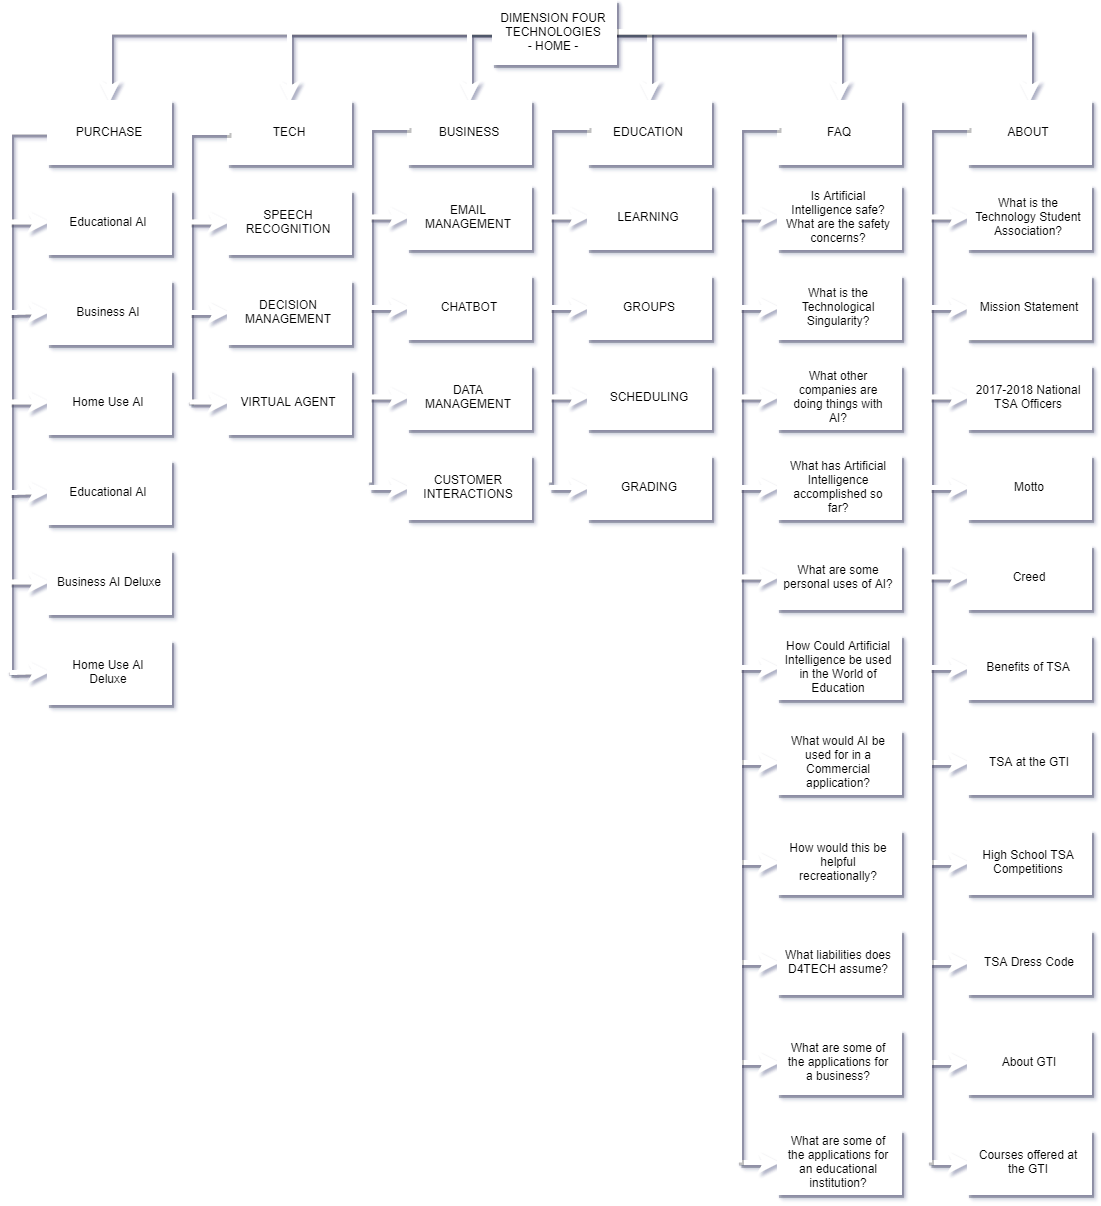 DIMENSION FOUR
TECHNOLOGIES
- HOME -
PURCHASE
Educational AI
Business AI
Home Use AI
Educational AI
Business AI Deluxe
Home Use AI
Deluxe
TECH
SPEECH
RECOGNITION
DECISION
MANAGEMENT
VIRTUAL AGENT
BUSINESS
EMAIL
MANAGEMENT
CHATBOT
DATA
MANAGEMENT
CUSTOMER
INTERACTIONS
EDUCATION
LEARNING
GROUPS
SCHEDULING
GRADING
FAQ
Is Artificial
Intelligence safe?
What are the safety
concerns?
What is the
Technological
Singularity?
What other
companies are
doing things with
AI?
What has Artificial
Intelligence
accomplished so
far?
What are some
personal uses of AI?
How Could Artificial
Intelligence be used
in the World of
Education
What would AI be
used for in a
Commercial
application?
How would this be
helpful
recreationally?
What liabilities does
D4TECH assume?
What are some of
the applications for
a business?
What are some of
the applications for
an educational
institution?
ABOUT
What is the
Technology Student
Association?
Mission Statement
2017-2018 National
TSA Officers
Motto
Creed
Benefits of TSA
TSA at the GTI
High School TSA
Competitions
TSA Dress Code
About GTI
Courses offered at
the GTI